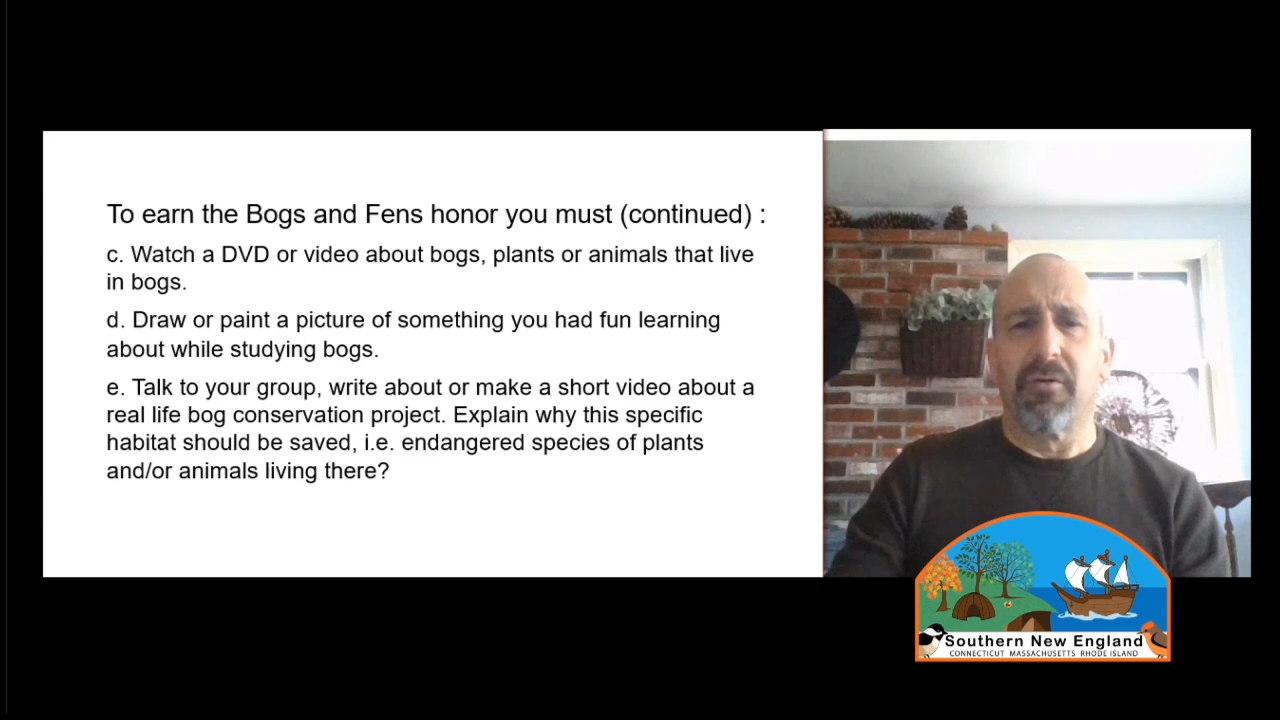 To earn the Bogs and Fens honor you must (continued) :
c. Watch a DVD or video about bogs, plants or animals that live
in bogs.
d. Draw or paint a picture of something you had fun learning
about while studying bogs.
e. Talk to your group, write about or make a short video about a
real life bog conservation project. Explain why this specific
habitat should be saved, i.e. endangered species of plants
and/or animals living there?
Southern New England
CONNECTICUT MASSACHUSETTS RHODE ISLAND